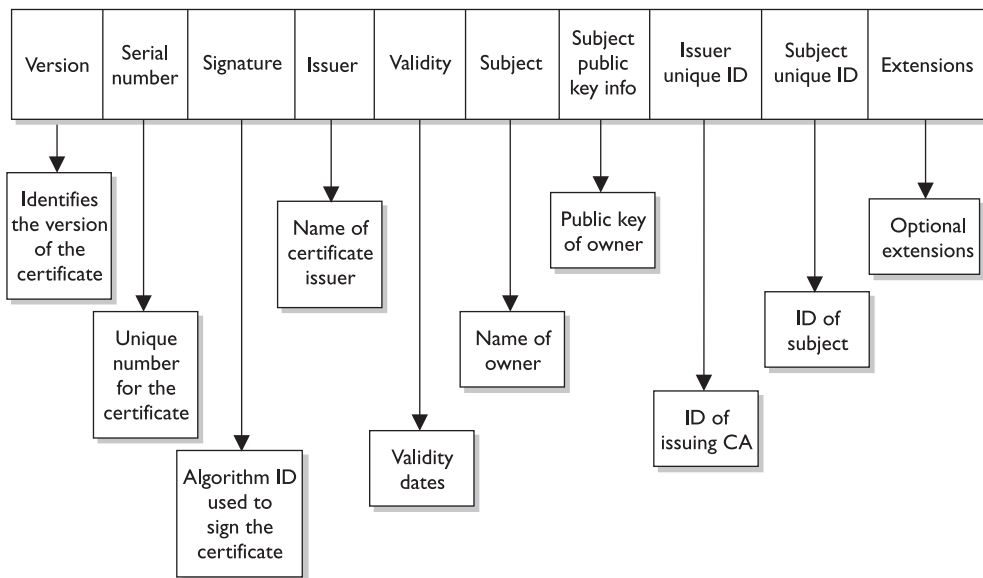 Version
Serial
number
Signature
Issuer
Validity
Subject
Subject
public
key info
Issuer
unique ID
Subject
unique ID
Extensions
Identifies
the version
of the
certificate
Unique
number
for the
certificate
Algorithm ID
used to
sign the
certificate
Name of
certificate
issuer
Validity
dates
Name of
owner
Public key
of owner
ID of
issuing CA
ID of
subject
Optional
extensions